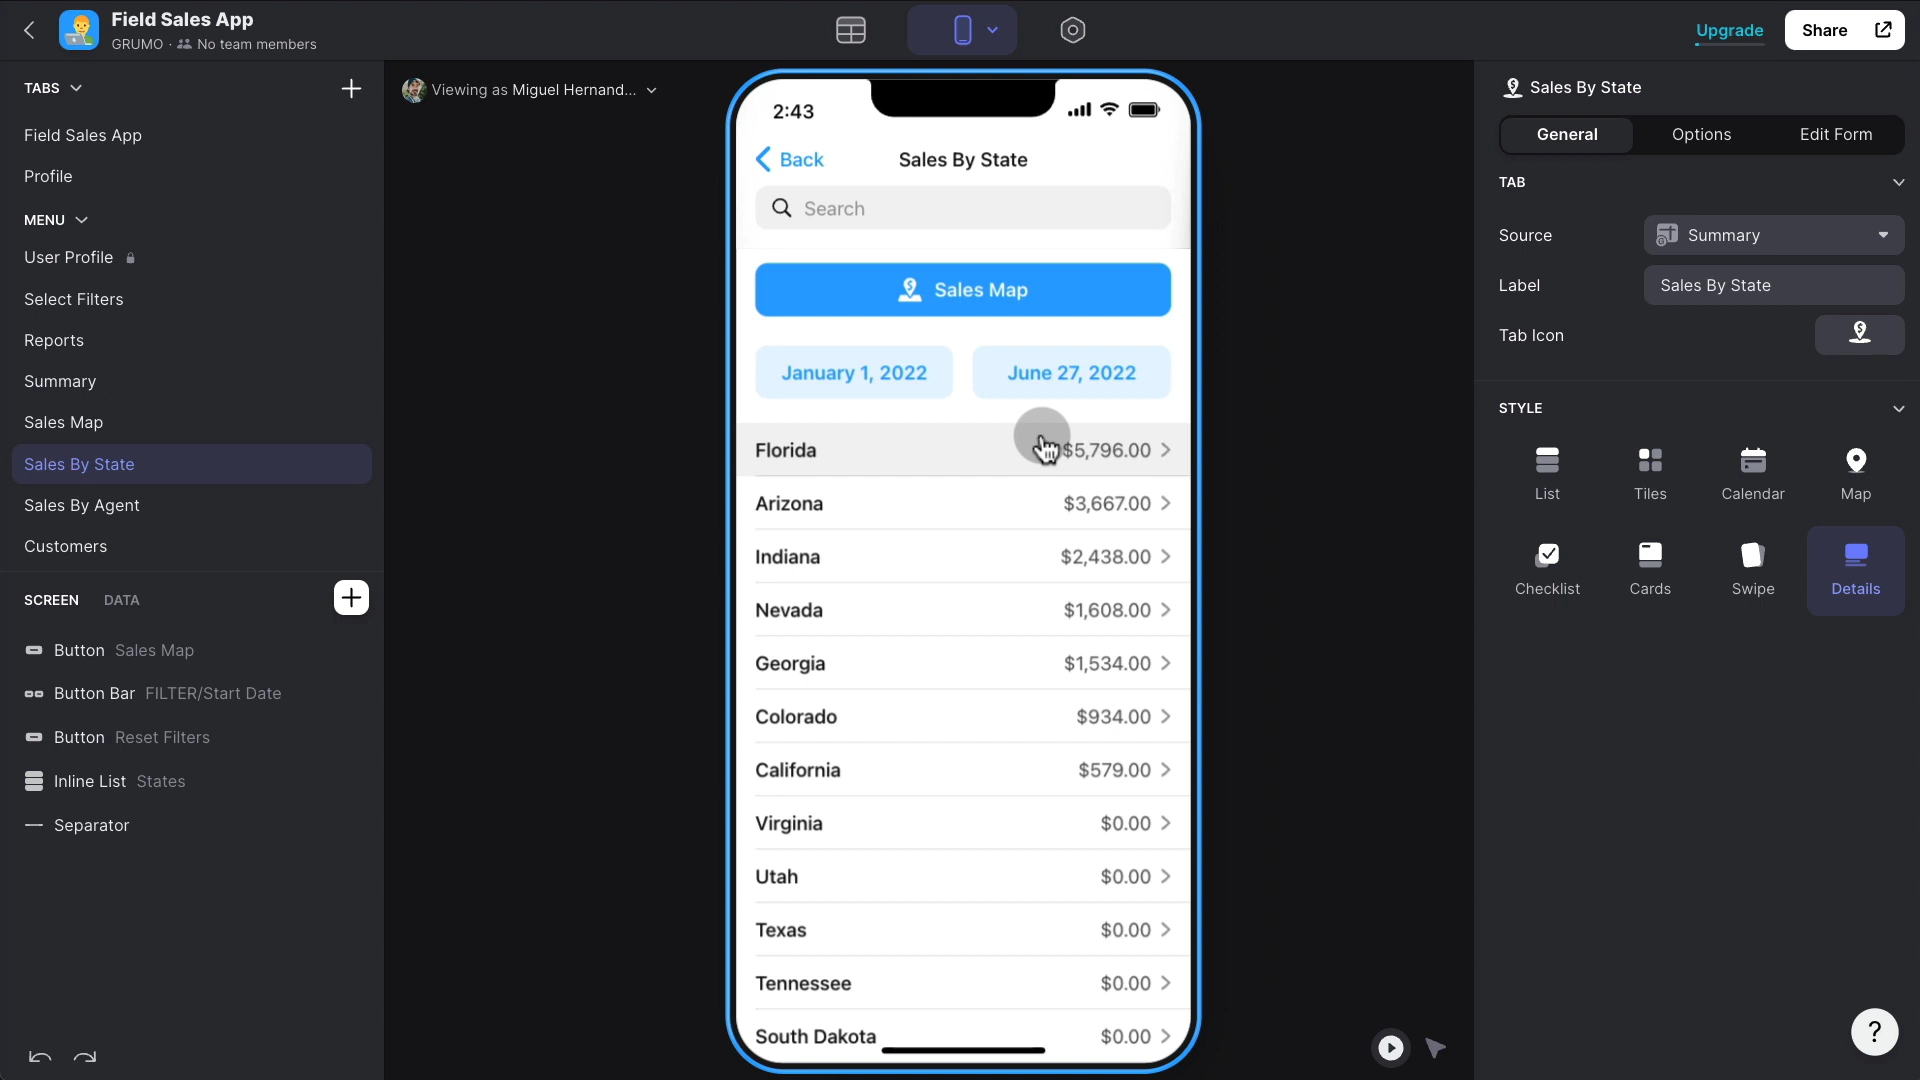 Field Sales App
GRUMO · No team members
Upgrade
Share
TABS
Field Sales App
Profile
MENU
User Profile
Select Filters
Reports
Summary
Sales Map
Sales By State
Sales By Agent
Customers
SCREEN DATA
Button Sales Map
Button Bar FILTER/Start Date
Button Reset Filters
Inline List States
Separator
Viewing as Miguel Hernand...
2:43
Back Sales By State
Search
Sales Map
January 1, 2022 June 27, 2022
Florida $5,796.00
Arizona $3,667.00
Indiana $2,438.00
Nevada $1,608.00
Georgia $1,534.00
Colorado $934.00
California $579.00
Virginia $0.00
Utah $0.00
Texas $0.00
Tennessee $0.00
South Dakota $0.00
Sales By State
General Options Edit Form
TAB
Source Summary
Label Sales By State
Tab Icon
STYLE
List Tiles Calendar Map
Checklist Cards Swipe Details
?